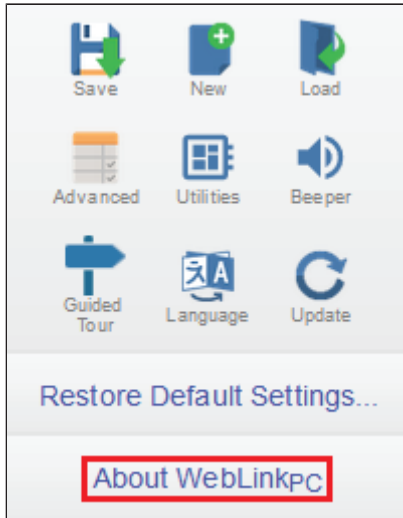 Save New Load
Advanced Utilities Beeper
Guided
Tour Language Update
Restore Default Settings...
About WebLinkPC